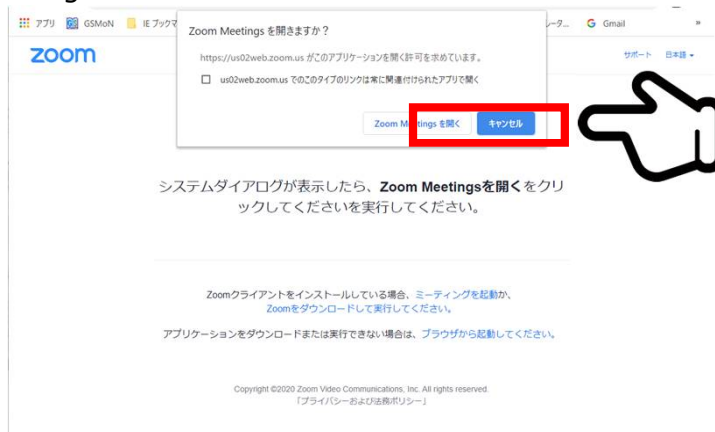 アプリ GSMoN IE ブックマ
Zoom Meetings を開きますか？
Gmail »
https://us02web.zoom.us がこのアプリケーションを開く許可を求めています。
zoom
サポート 日本語
us02web.zoom.us でのこのタイプのリンクは常に関連付けられたアプリで開く
Zoom Meetings を開く キャンセル
システムダイアログが表示したら、Zoom Meetingsを開くをクリ
ックしてくださいを実行してください。
Zoomクライアントをインストールしている場合、ミーティングを起動か、
Zoomをダウンロードして実行してください。
アプリケーションをダウンロードまたは実行できない場合は、ブラウザから起動してください。
Copyright ©2020 Zoom Video Communications, Inc. All rights reserved.
「プライバシーおよび法務ポリシー」